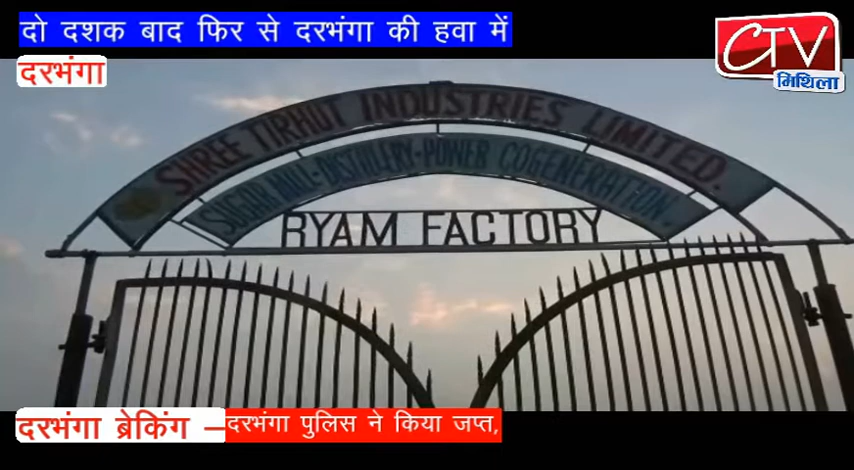 दो दशक बाद फिर से दरभंगा की हवा में
दरभंगा
CTV
मिथिला
SHREE TIRHUT INDUSTRIES LIMITED.
SUGAR MILL-DISTILLERY-POWER COGENERATION.
RYAM FACTORY
दरभंगा ब्रेकिंग –
दरभंगा पुलिस ने किया जप्त,